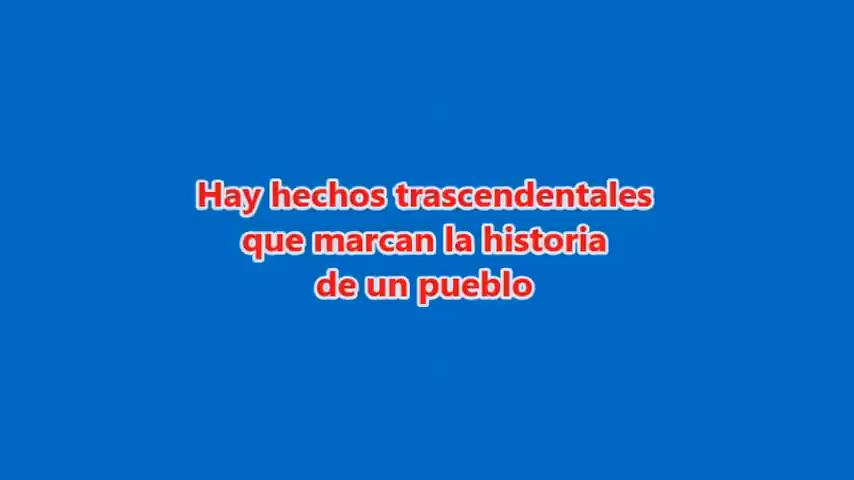 Hay hechos trascendentales
que marcan la historia
de un pueblo